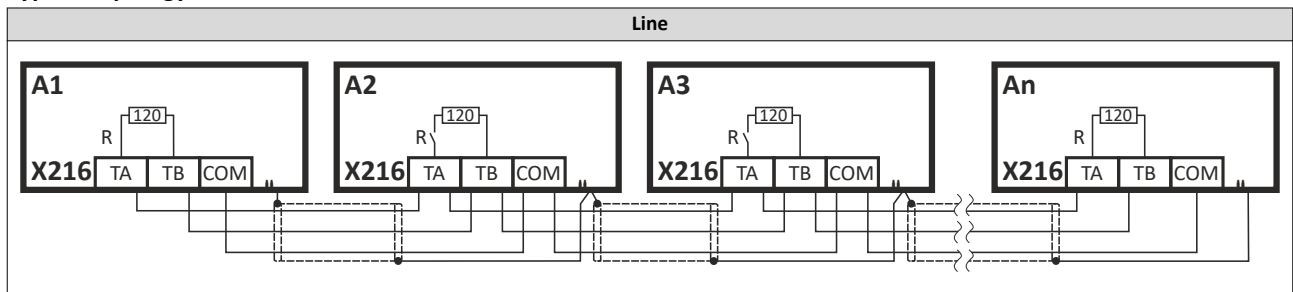 Line
A1 A2 A3 An
120 120 120 120
R R R R
X216 TA TB COM X216 TA TB COM X216 TA TB COM X216 TA TB COM